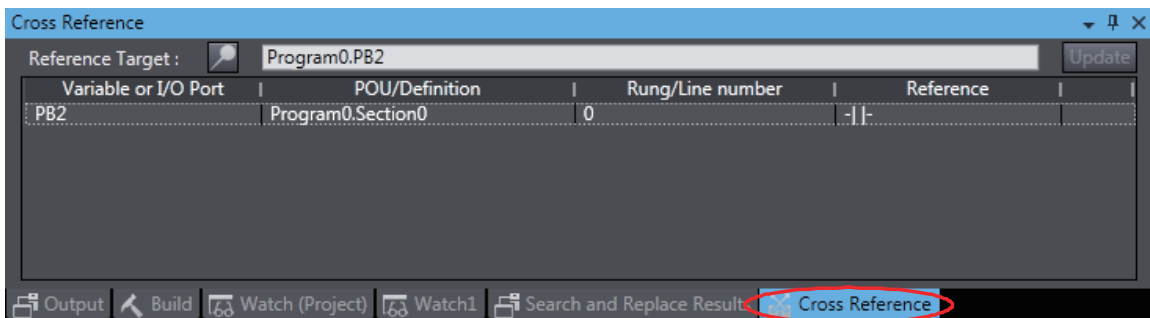 Cross Reference
Reference Target : Program0.PB2 Update
Variable or I/O Port POU/Definition Rung/Line number Reference
PB2 Program0.Section0 0 -| |-
Output Build Watch (Project) Watch1 Search and Replace Result Cross Reference